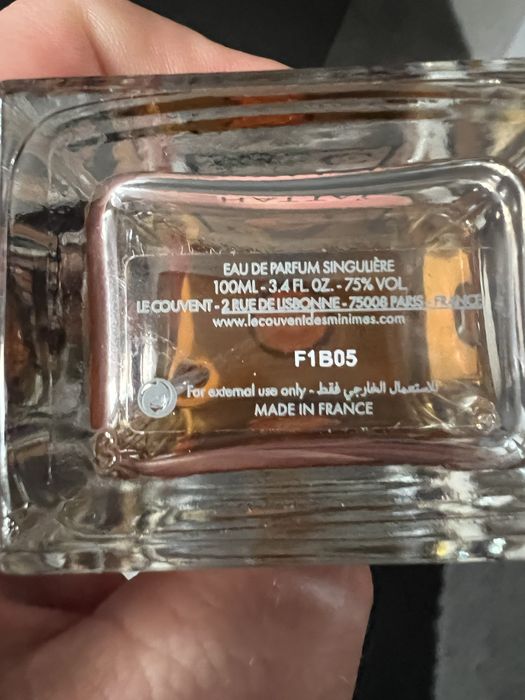 EAU DE PARFUM SINGULIÈRE
100ML - 3.4 FL. OZ. - 75% VOL
LE COUVENT - 2 RUE DE LISBONNE - 75008 PARIS - FRANCE
www.lecouventdesminimes.com
F1B05
For external use only - للاستعمال الخارجي فقط
MADE IN FRANCE